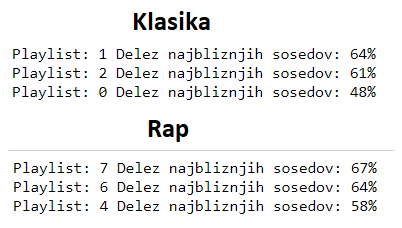 Klasika
Playlist: 1 Delez najbliznjih sosedov: 64%
Playlist: 2 Delez najbliznjih sosedov: 61%
Playlist: 0 Delez najbliznjih sosedov: 48%
Rap
Playlist: 7 Delez najbliznjih sosedov: 67%
Playlist: 6 Delez najbliznjih sosedov: 64%
Playlist: 4 Delez najbliznjih sosedov: 58%